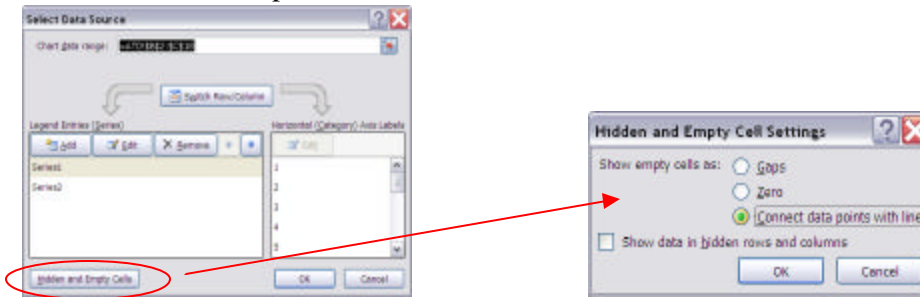 Select Data Source
Chart data range:
Switch Row/Column
Legend Entries (Series)
Horizontal (Category) Axis Labels
Add Edit Remove
Edit
Series1
Series2
1
2
3
4
5
Hidden and Empty Cells
OK Cancel
Hidden and Empty Cell Settings
Show empty cells as:
Gaps
Zero
Connect data points with line
Show data in hidden rows and columns
OK Cancel